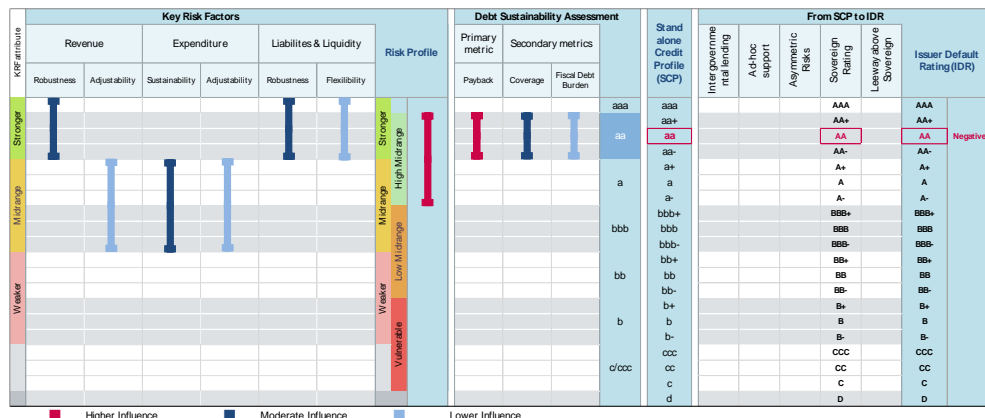 Key Risk Factors
Debt Sustainability Assessment
From SCP to IDR
KRF attribute
Revenue
Expenditure
Liabilites & Liquidity
Risk Profile
Primary metric
Secondary metrics
Stand alone Credit Profile (SCP)
Intergovernmental lending
Ad-hoc support
Asymmetric Risks
Sovereign Rating
Leeway above Sovereign
Issuer Default Rating (IDR)
Robustness
Adjustability
Sustainability
Adjustability
Robustness
Flexilibility
Payback
Coverage
Fiscal Debt Burden
Stronger
Midrange
Weaker
Stronger
Midrange
Weaker
High Midrange
Low Midrange
Vulnerable
aaa
aa
a
bbb
bb
b
c/ccc
aaa
aa+
aa
aa-
a+
a
a-
bbb+
bbb
bbb-
bb+
bb
bb-
b+
b
b-
ccc
cc
c
d
AAA
AA+
AA
AA-
A+
A
A-
BBB+
BBB
BBB-
BB+
BB
BB-
B+
B
B-
CCC
CC
C
D
AAA
AA+
AA
Negative
AA-
A+
A
A-
BBB+
BBB
BBB-
BB+
BB
BB-
B+
B
B-
CCC
CC
C
D
Higher Influence
Moderate Influence
Lower Influence